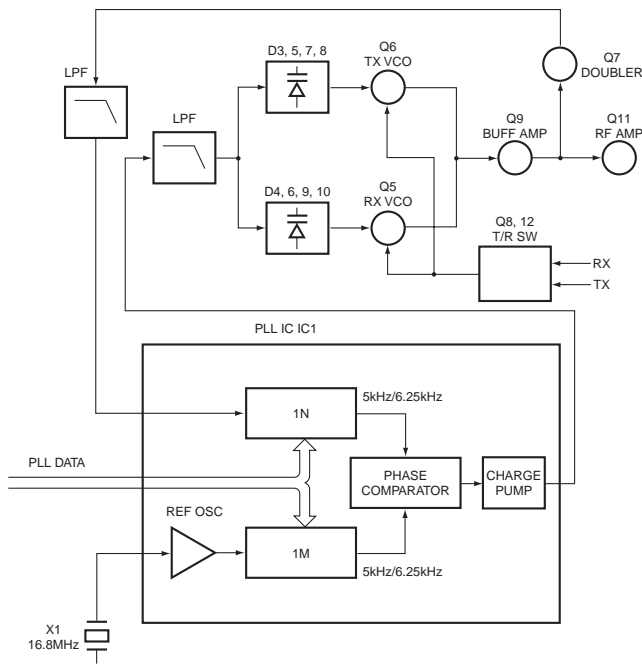 D3, 5, 7, 8
Q6
TX VCO
Q7
DOUBLER
LPF
LPF
Q9
BUFF AMP
Q11
RF AMP
D4, 6, 9, 10
Q5
RX VCO
Q8, 12
T/R SW
RX
TX
PLL IC IC1
5kHz/6.25kHz
1N
PLL DATA
PHASE
COMPARATOR
CHARGE
PUMP
REF OSC
1M
5kHz/6.25kHz
X1
16.8MHz